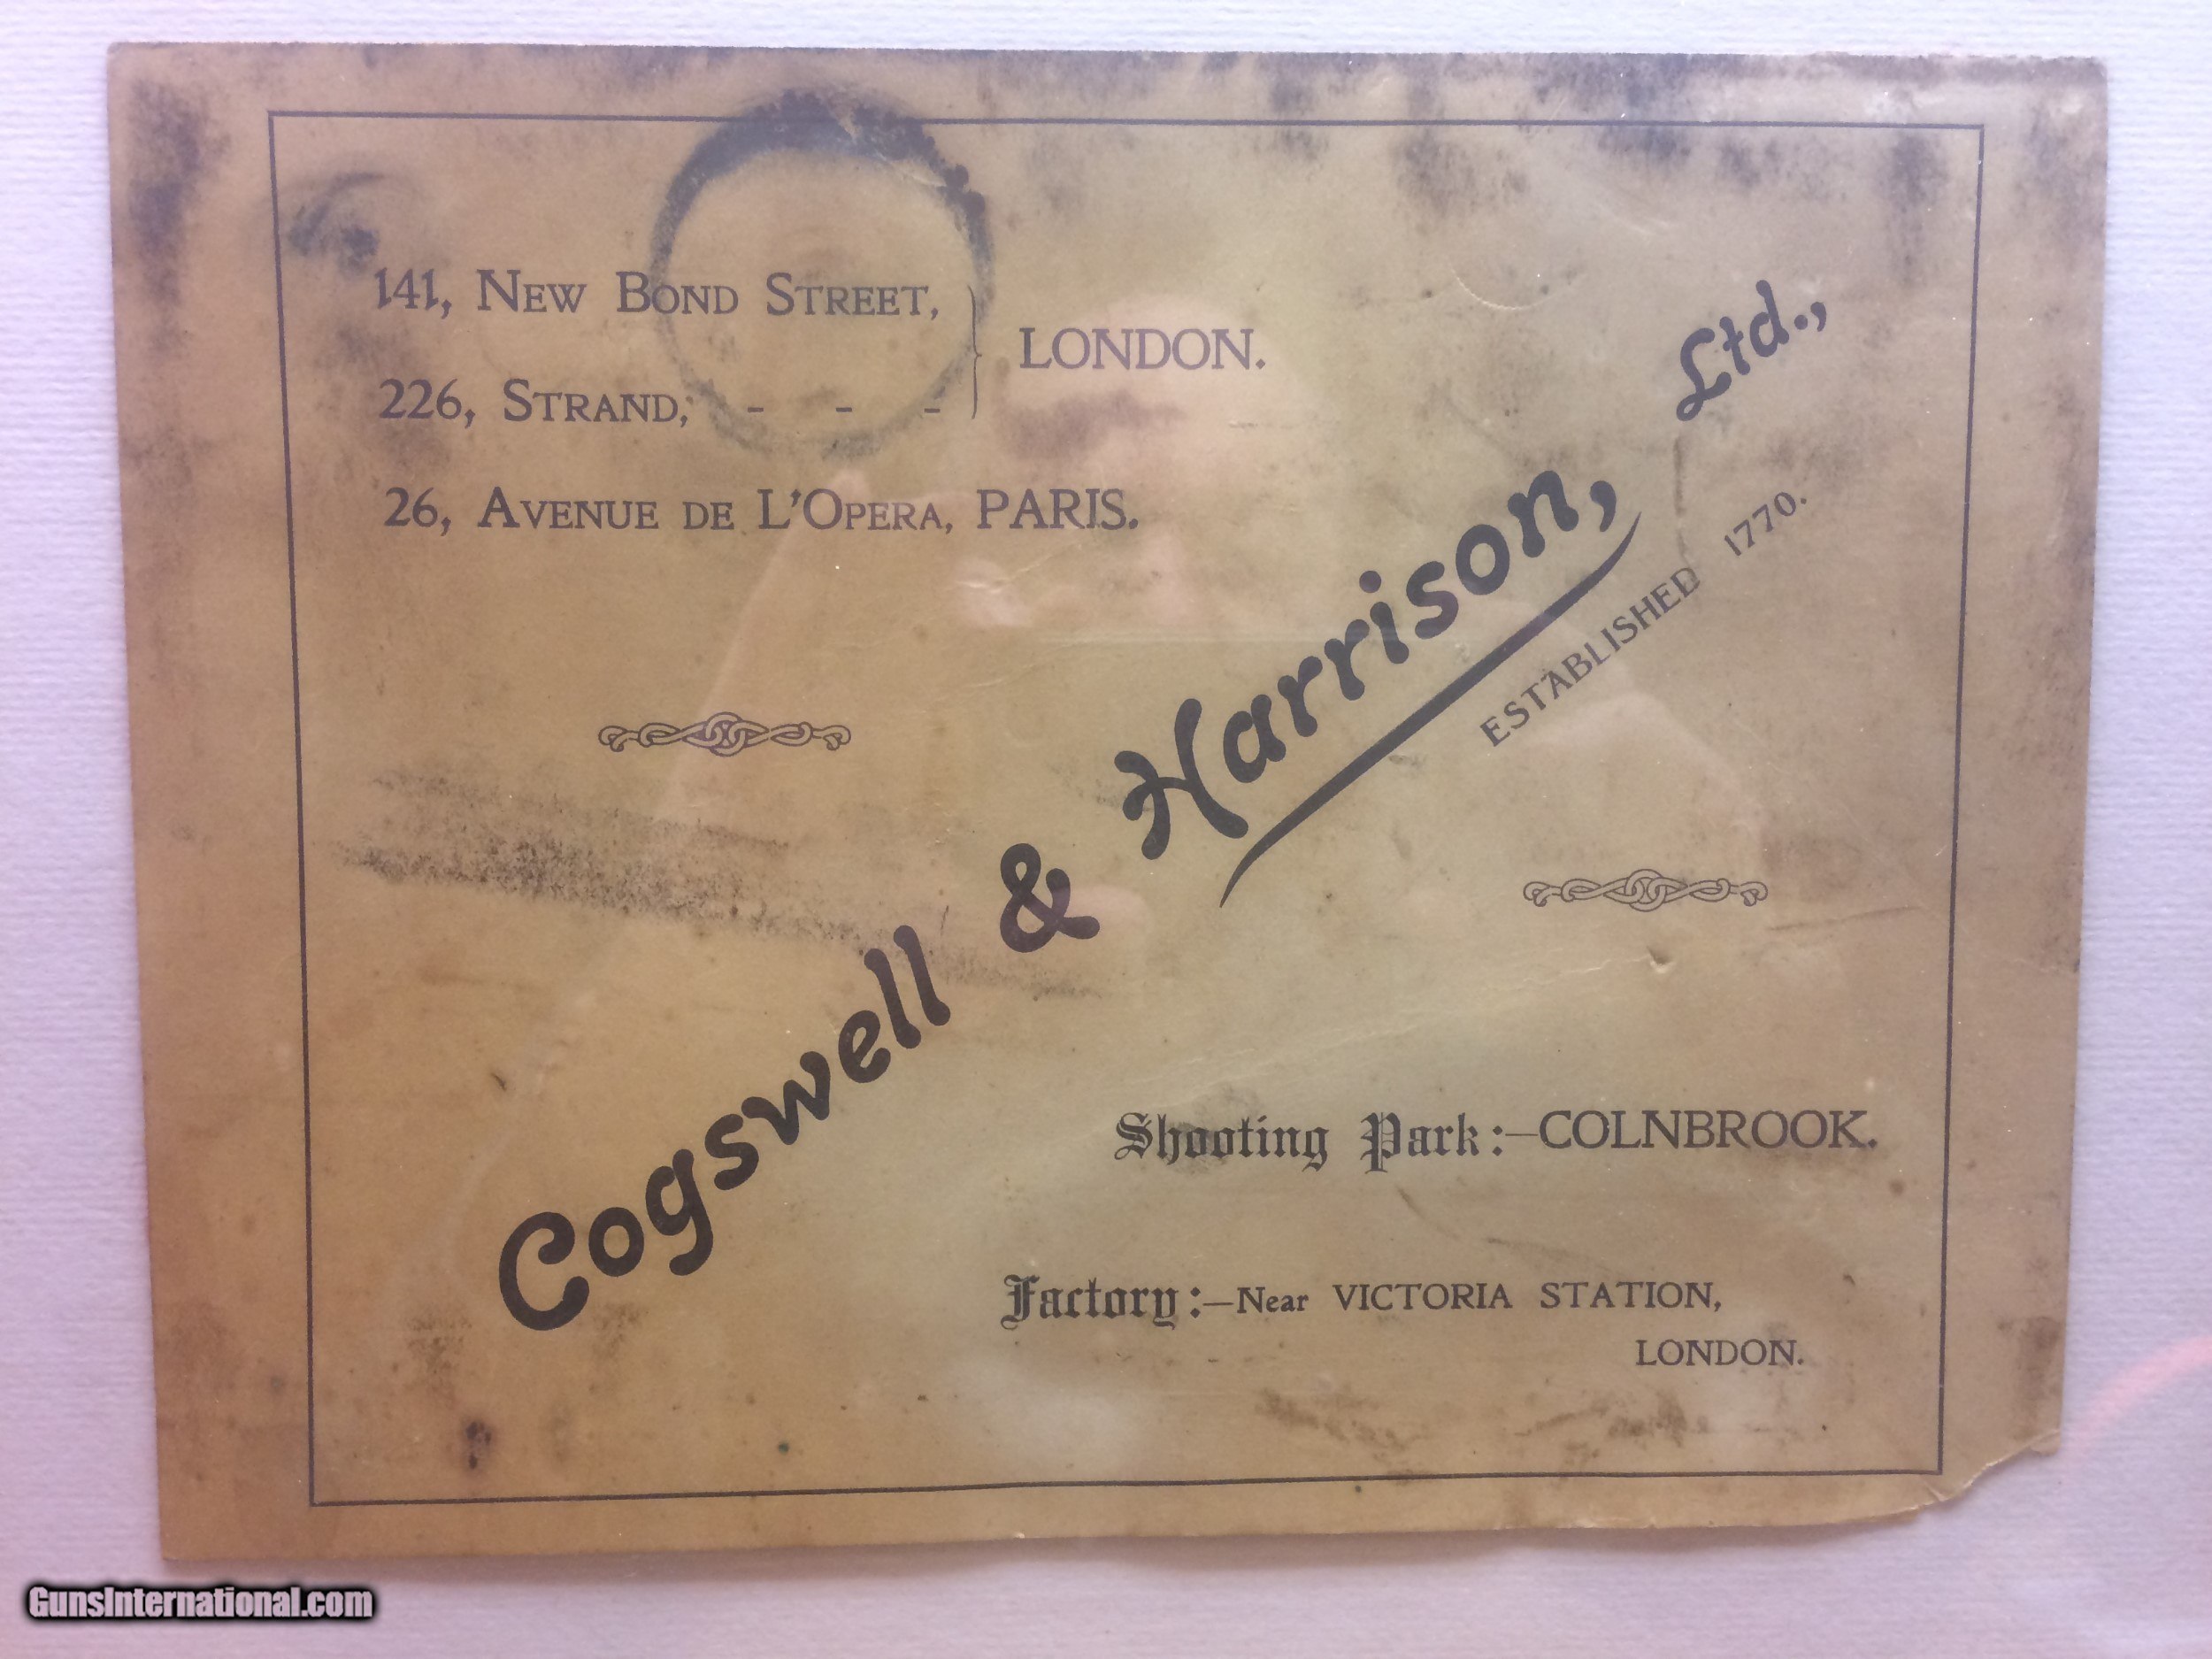 141, New Bond Street,
226, Strand, - - -
LONDON.
26, Avenue de L'Opera, PARIS.
Cogswell & Harrison, Ltd.,
ESTABLISHED 1770.
Shooting Park:–COLNBROOK.
Factory:–Near VICTORIA STATION,
LONDON.
GunsInternational.com